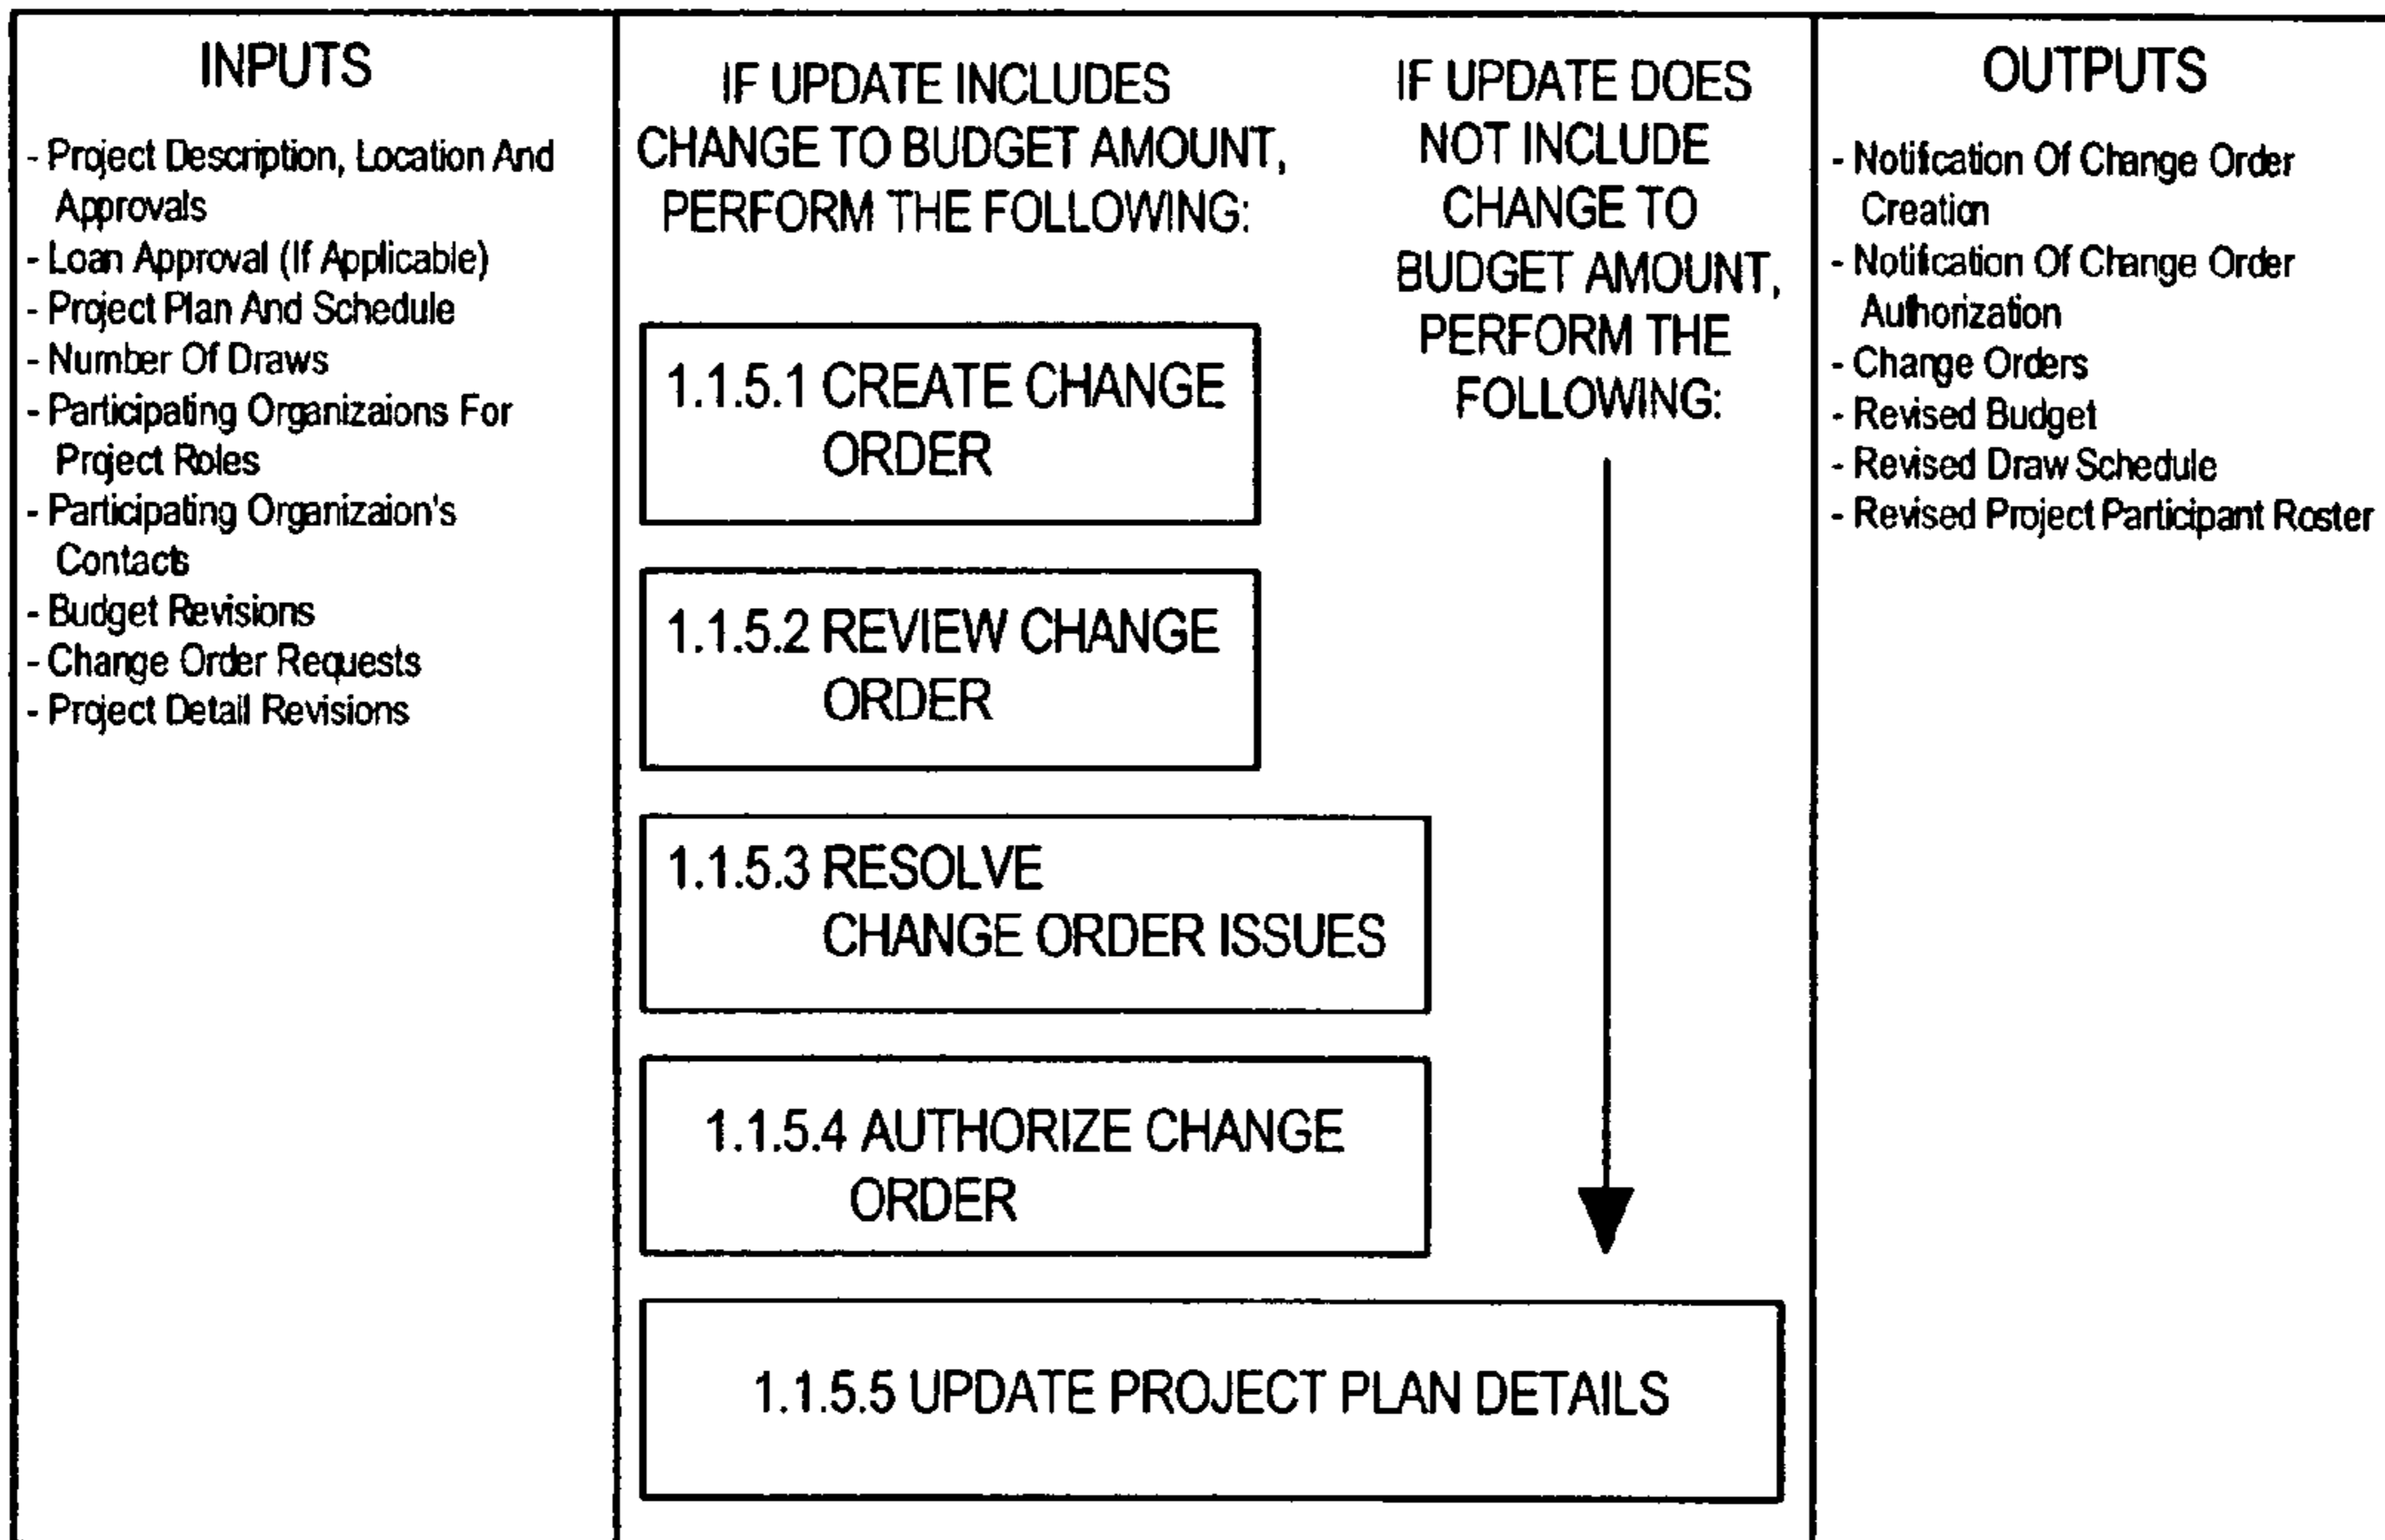 INPUTS
- Project Description, Location And
Approvals
- Loan Approval (If Applicable)
- Project Plan And Schedule
- Number Of Draws
- Participating Organizaions For
Project Roles
- Participating Organizaion's
Contacts
- Budget Revisions
- Change Order Requests
- Project Detail Revisions
IF UPDATE INCLUDES
CHANGE TO BUDGET AMOUNT,
PERFORM THE FOLLOWING:
1.1.5.1 CREATE CHANGE
ORDER
1.1.5.2 REVIEW CHANGE
ORDER
1.1.5.3 RESOLVE
CHANGE ORDER ISSUES
1.1.5.4 AUTHORIZE CHANGE
ORDER
IF UPDATE DOES
NOT INCLUDE
CHANGE TO
BUDGET AMOUNT,
PERFORM THE
FOLLOWING:
1.1.5.5 UPDATE PROJECT PLAN DETAILS
OUTPUTS
- Notifcation Of Change Order
Creation
- Notifcation Of Change Order
Authorization
- Change Orders
- Revised Budget
- Revised Draw Schedule
- Revised Project Participant Roster